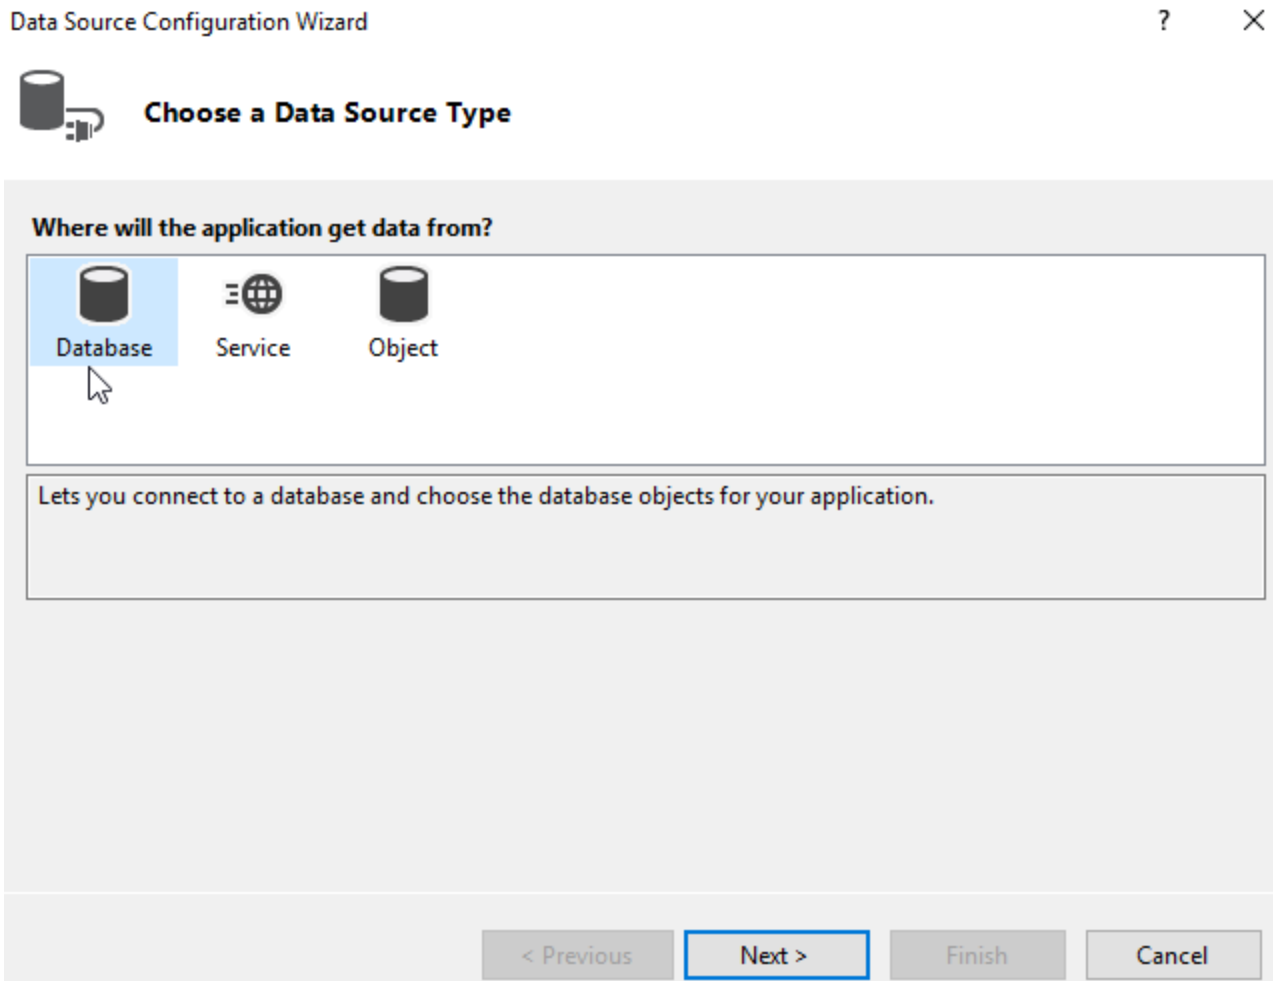 Data Source Configuration Wizard ?
Choose a Data Source Type
Where will the application get data from?
Database Service Object
Lets you connect to a database and choose the database objects for your application.
< Previous Next > Finish Cancel